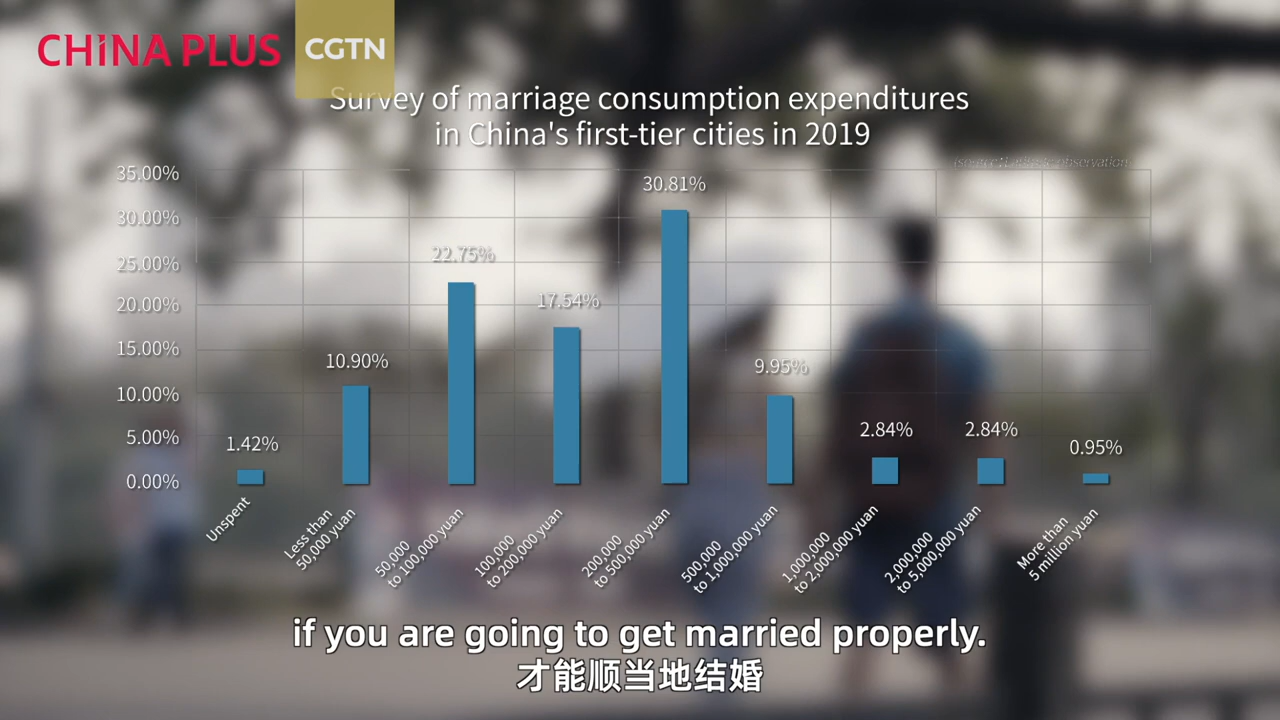 CHINA PLUS
CGTN
Survey of marriage consumption expenditures
in China's first-tier cities in 2019
observation
35.00%
30.00%
25.00%
20.00%
15.00%
10.00%
5.00%
0.00%
1.42%
10.90%
22.75%
17.54%
30.81%
9.95%
2.84%
2.84%
0.95%
Unspent
Less than
50,000 yuan
50,000
to 100,000 yuan
100,000
to 200,000 yuan
200,000
to 500,000 yuan
500,000
to 1,000,000 yuan
1,000,000
to 2,000,000 yuan
2,000,000
to 5,000,000 yuan
More than
5 million yuan
if you are going to get married properly.
才能顺当地结婚